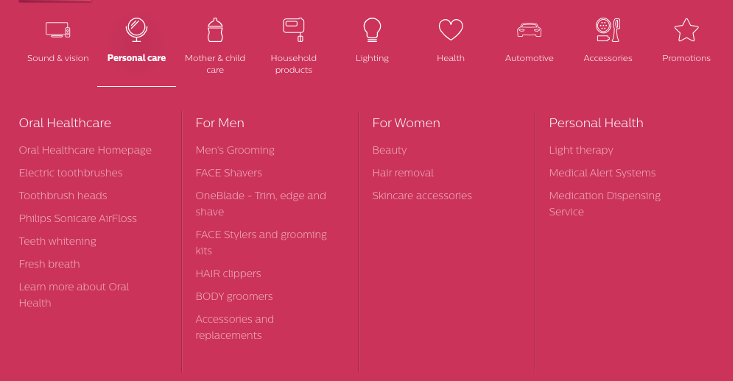 Sound & vision
Personal care
Mother & child
care
Household
products
Lighting
Health
Automotive
Accessories
Promotions
Oral Healthcare
Oral Healthcare Homepage
Electric toothbrushes
Toothbrush heads
Philips Sonicare AirFloss
Teeth whitening
Fresh breath
Learn more about Oral
Health
For Men
Men's Grooming
FACE Shavers
OneBlade - Trim, edge and
shave
FACE Stylers and grooming
kits
HAIR clippers
BODY groomers
Accessories and
replacements
For Women
Beauty
Hair removal
Skincare accessories
Personal Health
Light therapy
Medical Alert Systems
Medication Dispensing
Service